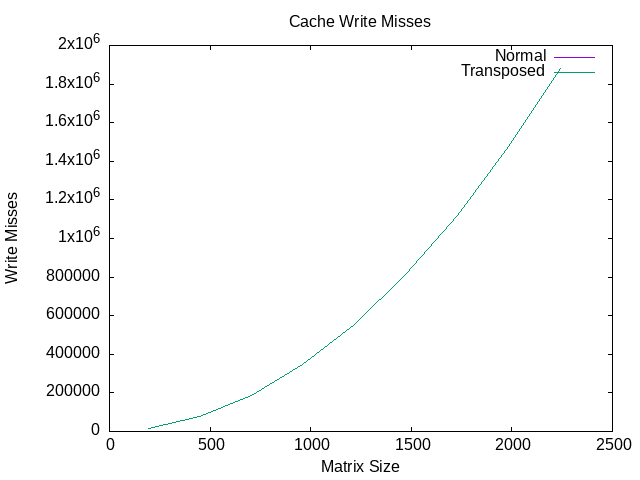 Cache Write Misses
Normal
Transposed
2x10^6
1.8x10^6
1.6x10^6
1.4x10^6
1.2x10^6
1x10^6
800000
600000
400000
200000
0
Write Misses
0 500 1000 1500 2000 2500
Matrix Size